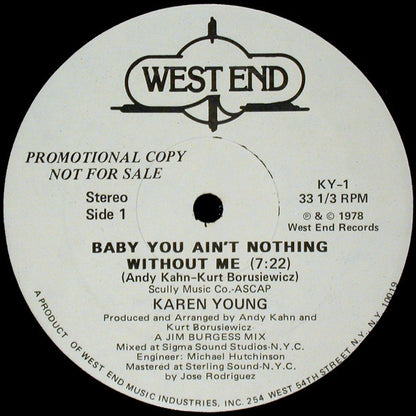 WEST END
PROMOTIONAL COPY
NOT FOR SALE
Stereo
Side 1
KY-1
33 1/3 RPM
℗ & © 1978
West End Records
BABY YOU AIN'T NOTHING
WITHOUT ME (7:22)
(Andy Kahn-Kurt Borusiewicz)
Scully Music Co.-ASCAP
KAREN YOUNG
Produced and Arranged by Andy Kahn and
Kurt Borusiewicz
A JIM BURGESS MIX
Mixed at Sigma Sound Studios-N.Y.C.
Engineer: Michael Hutchinson
Mastered at Sterling Sound-N.Y.C.
by Jose Rodriguez
A PRODUCT OF WEST END MUSIC INDUSTRIES, INC. 254 WEST 54TH STREET N.Y., N.Y. 10019